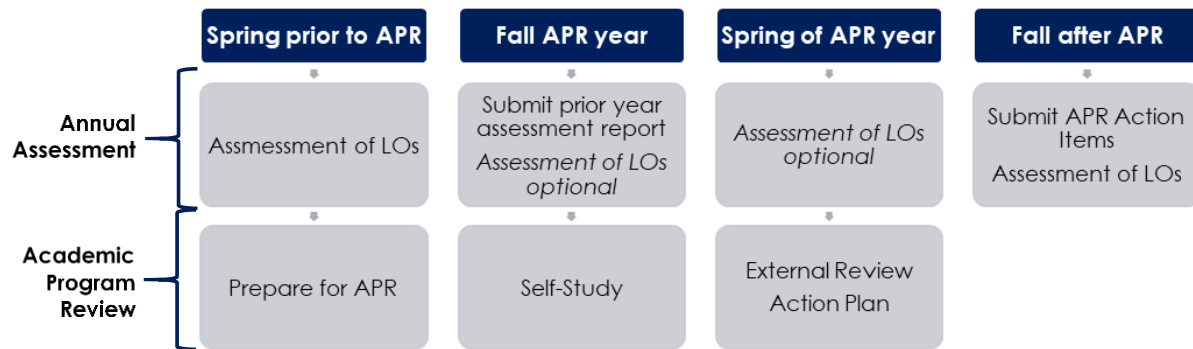 Spring prior to APR
Fall APR year
Spring of APR year
Fall after APR
Annual
Assessment
Assmessment of LOs
Submit prior year
assessment report
Assessment of LOs
optional
Assessment of LOs
optional
Submit APR Action
Items
Assessment of LOs
Academic
Program
Review
Prepare for APR
Self-Study
External Review
Action Plan